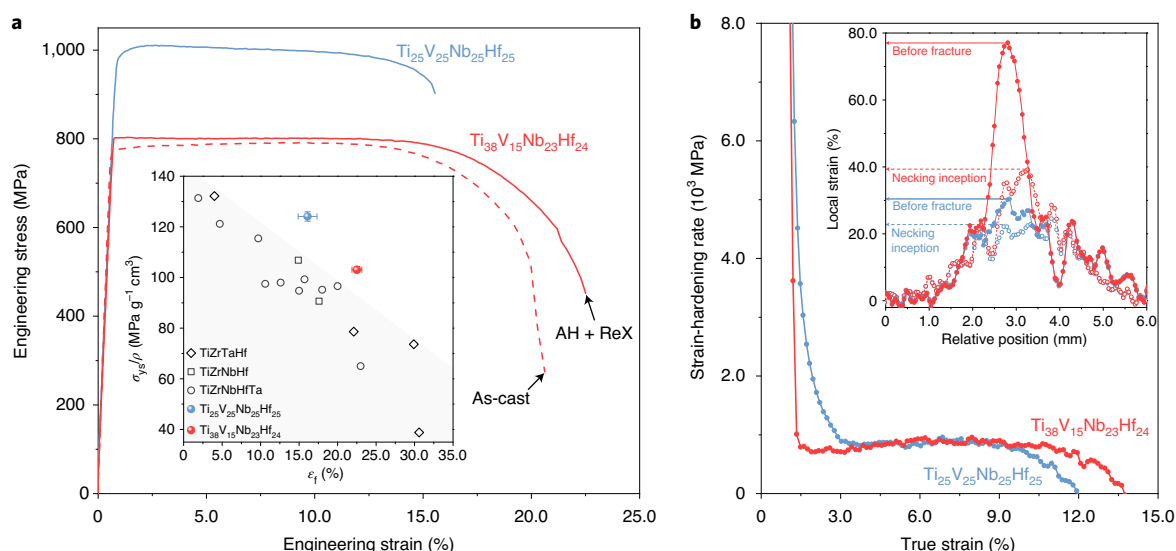 a
Engineering stress (MPa)
1,000
800
600
400
200
0
0
5.0
10.0
15.0
20.0
25.0
Engineering strain (%)
Ti₂₅V₂₅Nb₂₅Hf₂₅
Ti₃₈V₁₅Nb₂₃Hf₂₄
AH + ReX
As-cast
σys/ρ (MPa g⁻¹ cm³)
140
120
100
80
60
40
0
5.0
10.0
15.0
20.0
25.0
30.0
35.0
εf (%)
TiZrTaHf
TiZrNbHf
TiZrNbHfTa
Ti₂₅V₂₅Nb₂₅Hf₂₅
Ti₃₈V₁₅Nb₂₃Hf₂₄
b
Strain-hardening rate (10³ MPa)
8.0
6.0
4.0
2.0
0
0
3.0
6.0
9.0
12.0
15.0
True strain (%)
Ti₃₈V₁₅Nb₂₃Hf₂₄
Ti₂₅V₂₅Nb₂₅Hf₂₅
Local strain (%)
80.0
60.0
40.0
20.0
0
0
1.0
2.0
3.0
4.0
5.0
6.0
Relative position (mm)
Before fracture
Necking inception
Before fracture
Necking
inception